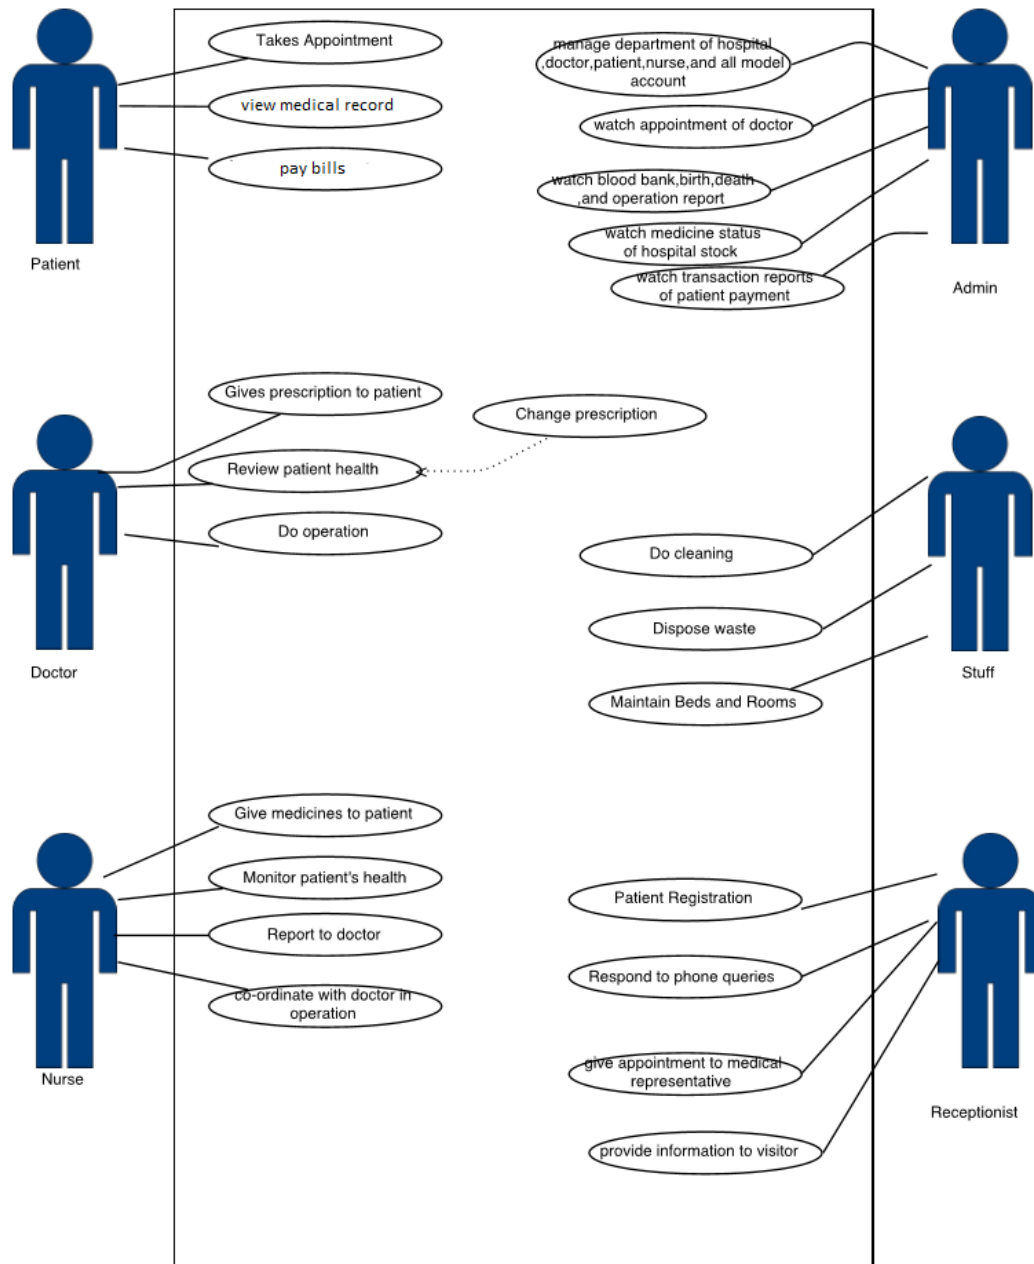 Takes Appointment
view medical record
pay bills
Patient
manage department of hospital
,doctor,patient,nurse,and all model
account
watch appointment of doctor
watch blood bank,birth,death
,and operation report
watch medicine status
of hospital stock
watch transaction reports
of patient payment
Admin
Gives prescription to patient
Change prescription
Review patient health
Do operation
Doctor
Do cleaning
Dispose waste
Maintain Beds and Rooms
Stuff
Give medicines to patient
Monitor patient's health
Report to doctor
co-ordinate with doctor in
operation
Nurse
Patient Registration
Respond to phone queries
give appointment to medical
representative
provide information to visitor
Receptionist